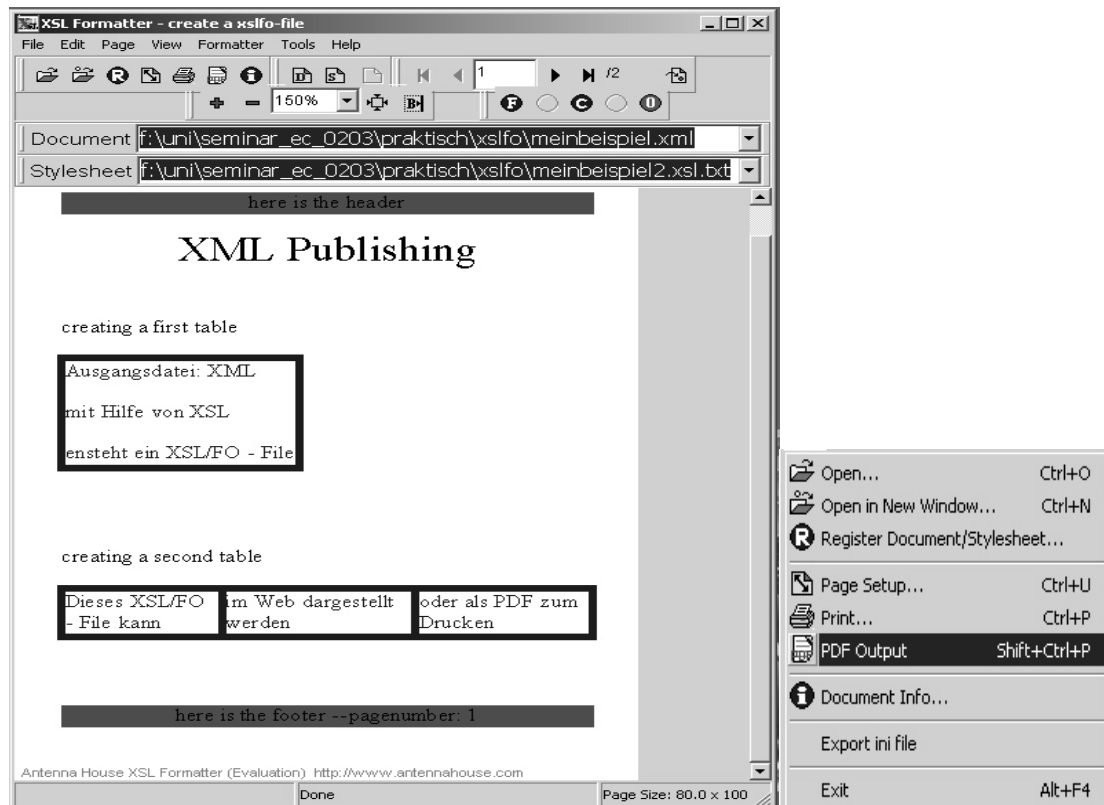 XSL Formatter - create a xslfo-file
File Edit Page View Formatter Tools Help
1 /2
150%
Document f:\uni\seminar_ec_0203\praktisch\xslfo\meinbeispiel.xml
Stylesheet f:\uni\seminar_ec_0203\praktisch\xslfo\meinbeispiel2.xsl.txt
here is the header
XML Publishing
creating a first table
Ausgangsdatei: XML
mit Hilfe von XSL
ensteht ein XSL/FO - File
creating a second table
Dieses XSL/FO
- File kann
im Web dargestellt
werden
oder als PDF zum
Drucken
here is the footer --pagenumber: 1
Antenna House XSL Formatter (Evaluation) http://www.antennahouse.com
Done
Page Size: 80.0 x 100
Open... Ctrl+O
Open in New Window... Ctrl+N
Register Document/Stylesheet...
Page Setup... Ctrl+U
Print... Ctrl+P
PDF Output Shift+Ctrl+P
Document Info...
Export ini file
Exit Alt+F4